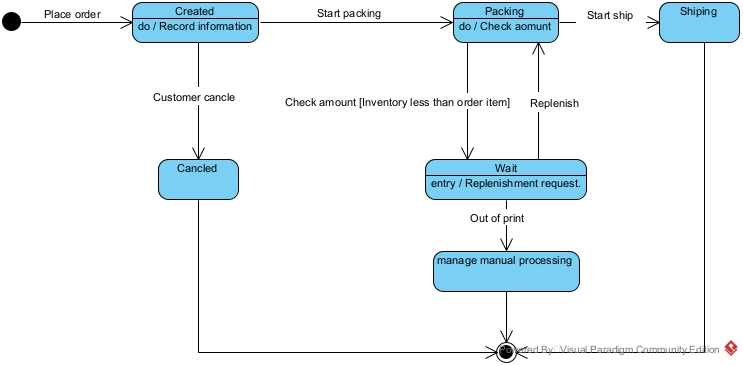 Place order
Created
do / Record information
Start packing
Packing
do / Check aomunt
Start ship
Shiping
Customer cancle
Check amount [Inventory less than order item]
Replenish
Cancled
Wait
entry / Replenishment request.
Out of print
manage manual processing
Powered By: Visual Paradigm Community Edition